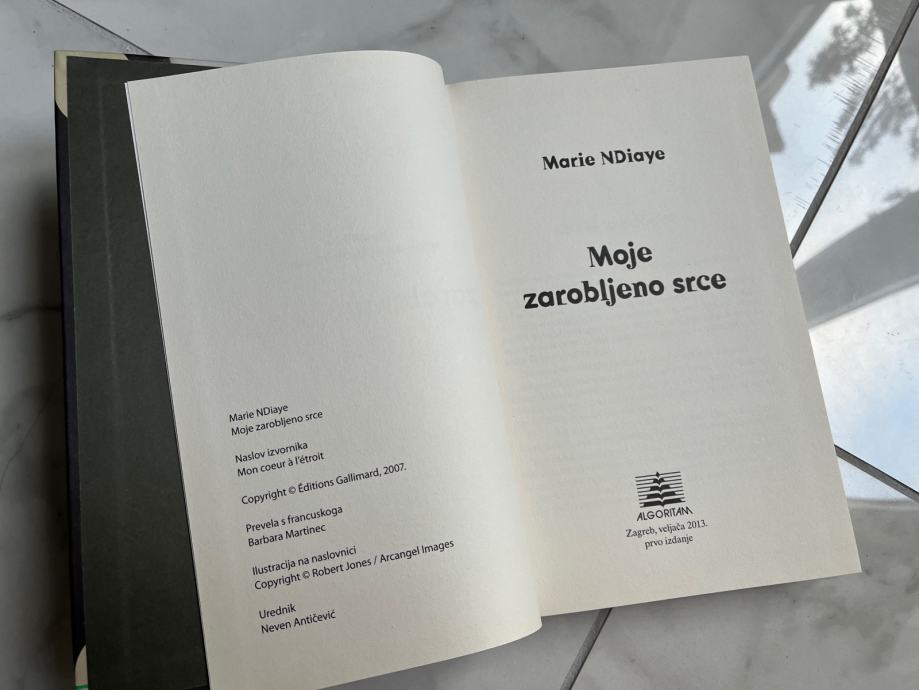 Marie NDiaye
Moje zarobljeno srce
Naslov izvornika
Mon coeur à l'étroit
Copyright © Éditions Gallimard, 2007.
Prevela s francuskoga
Barbara Martinec
Ilustracija na naslovnici
Copyright © Robert Jones / Arcangel Images
Urednik
Neven Antičević
Marie NDiaye
Moje
zarobljeno srce
ALGORITAM
Zagreb, veljača 2013.
prvo izdanje